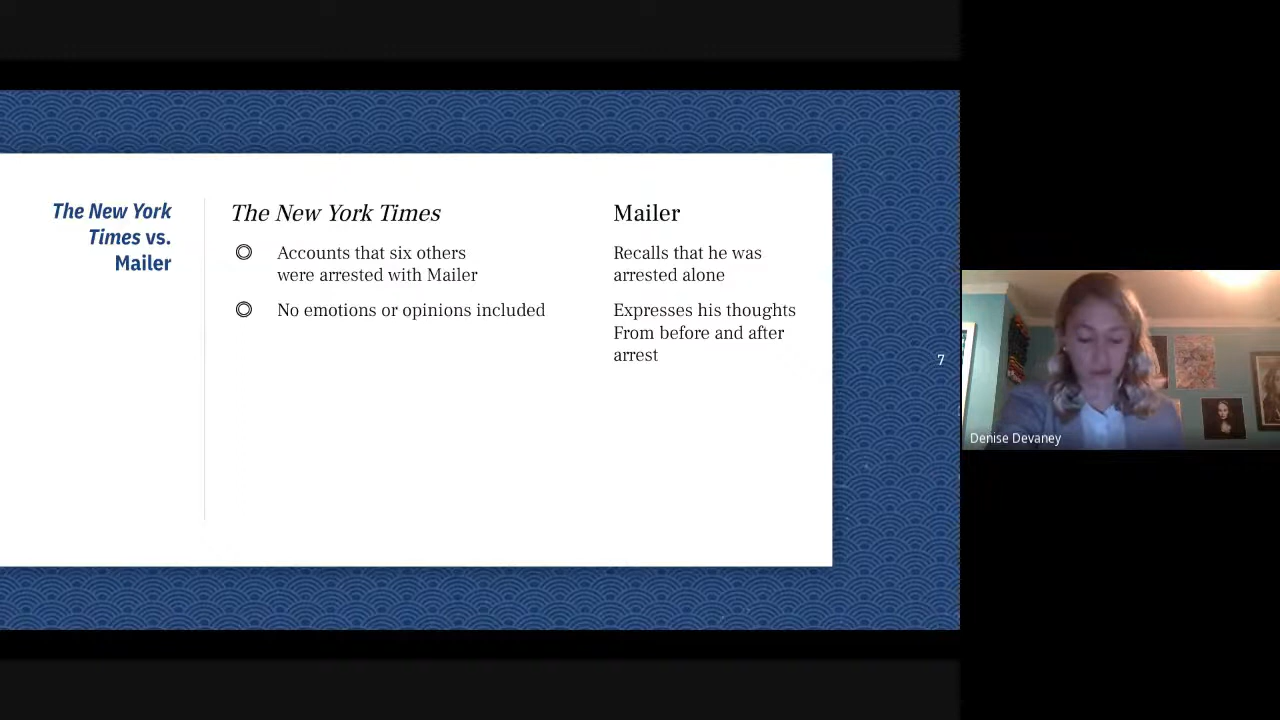 The New York
Times vs.
Mailer
The New York Times
Accounts that six others
were arrested with Mailer
No emotions or opinions included
Mailer
Recalls that he was
arrested alone
Expresses his thoughts
From before and after
arrest
7
Denise Devaney